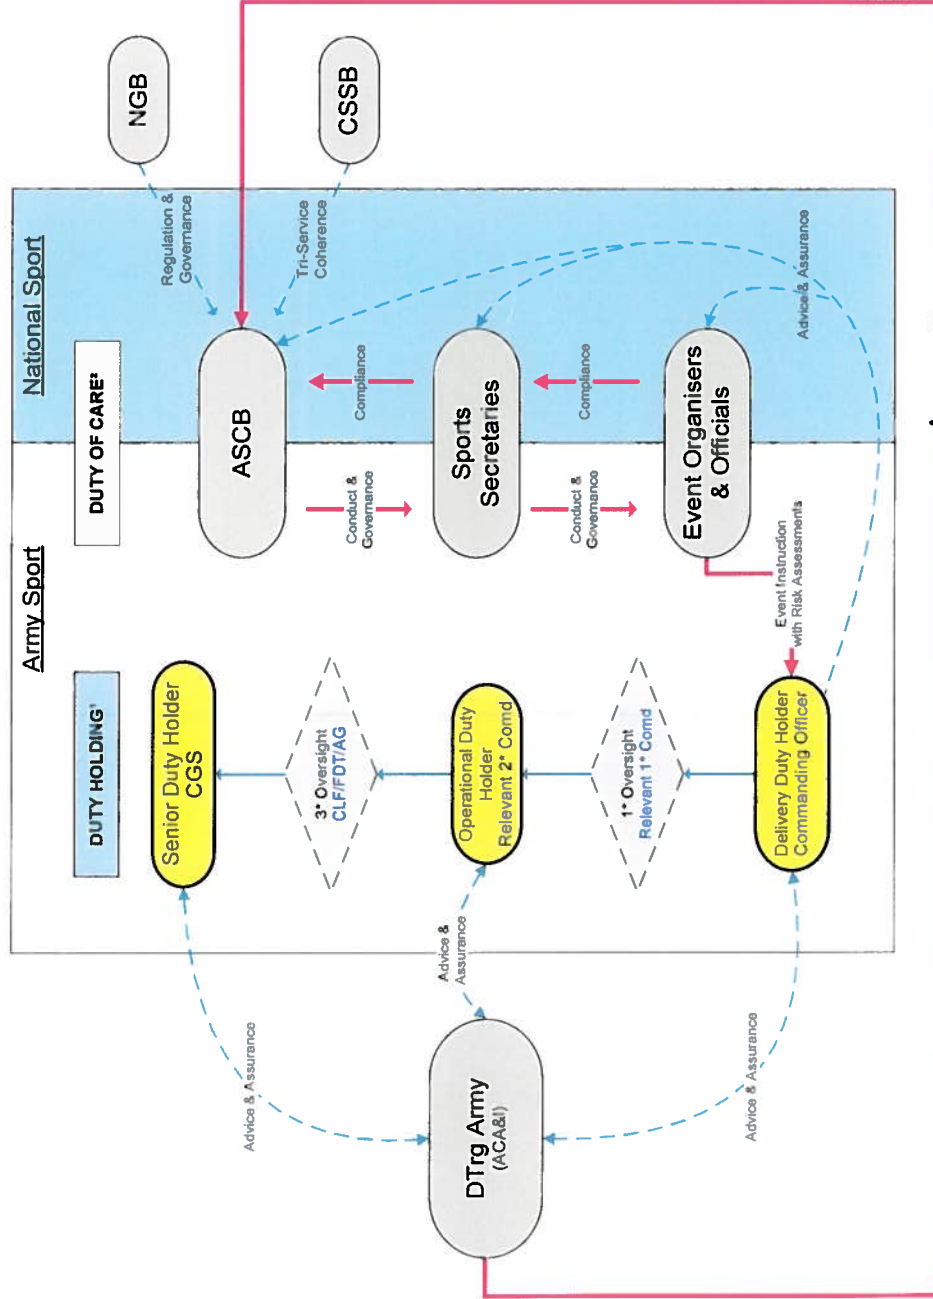 Army Sport
National Sport
DUTY HOLDING¹
DUTY OF CARE²
Senior Duty Holder
CGS
ASCB
NGB
Regulation &
Governance
CSSB
Tri-Service
Coherence
Advice & Assurance
3* Oversight
CLF/FDT/AG
Conduct &
Governance
Compliance
DTrg Army
(ACA&I)
Advice &
Assurance
Operational Duty
Holder
Relevant 2* Comd
Sports
Secretaries
1* Oversight
Relevant 1* Comd
Conduct &
Governance
Compliance
Advice & Assurance
Delivery Duty Holder
Commanding Officer
Event Instruction
with Risk Assessments
Event Organisers
& Officials
Advice & Assurance